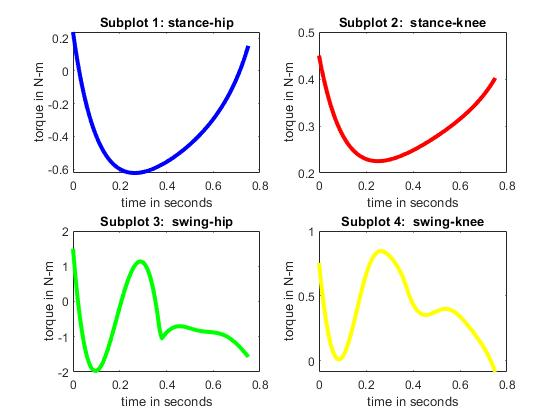 Subplot 1: stance-hip
0.2
0
-0.2
-0.4
-0.6
torque in N-m
0 0.2 0.4 0.6 0.8
time in seconds
Subplot 2: stance-knee
0.5
0.4
0.3
0.2
torque in N-m
0 0.2 0.4 0.6 0.8
time in seconds
Subplot 3: swing-hip
2
1
0
-1
-2
torque in N-m
0 0.2 0.4 0.6 0.8
time in seconds
Subplot 4: swing-knee
1
0.5
0
torque in N-m
0 0.2 0.4 0.6 0.8
time in seconds